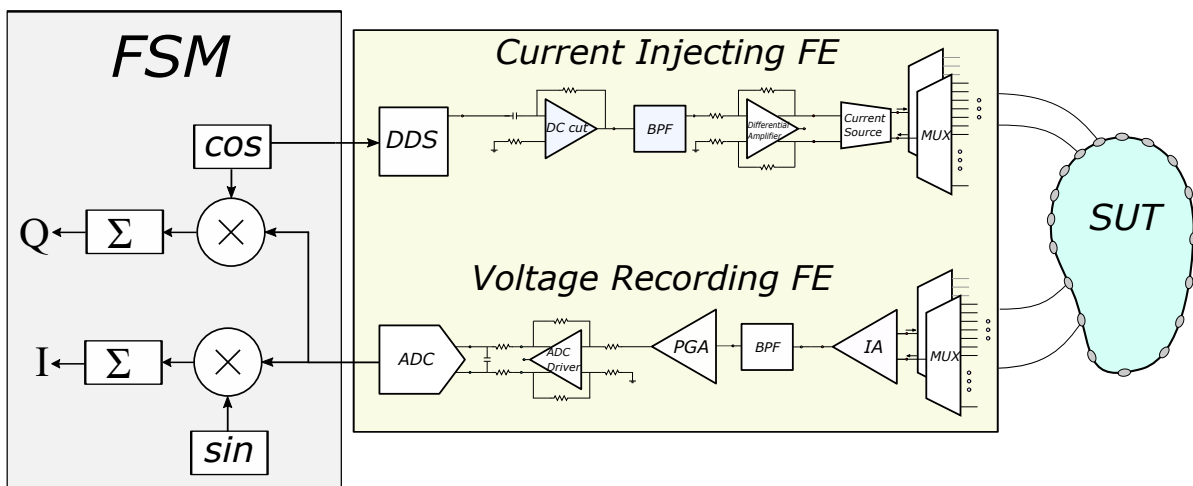 FSM
Current Injecting FE
cos
DDS
DC cut
BPF
Differential
Amplifier
Current
Source
MUX
SUT
Q
Σ
Voltage Recording FE
I
Σ
ADC
ADC
Driver
PGA
BPF
IA
MUX
sin